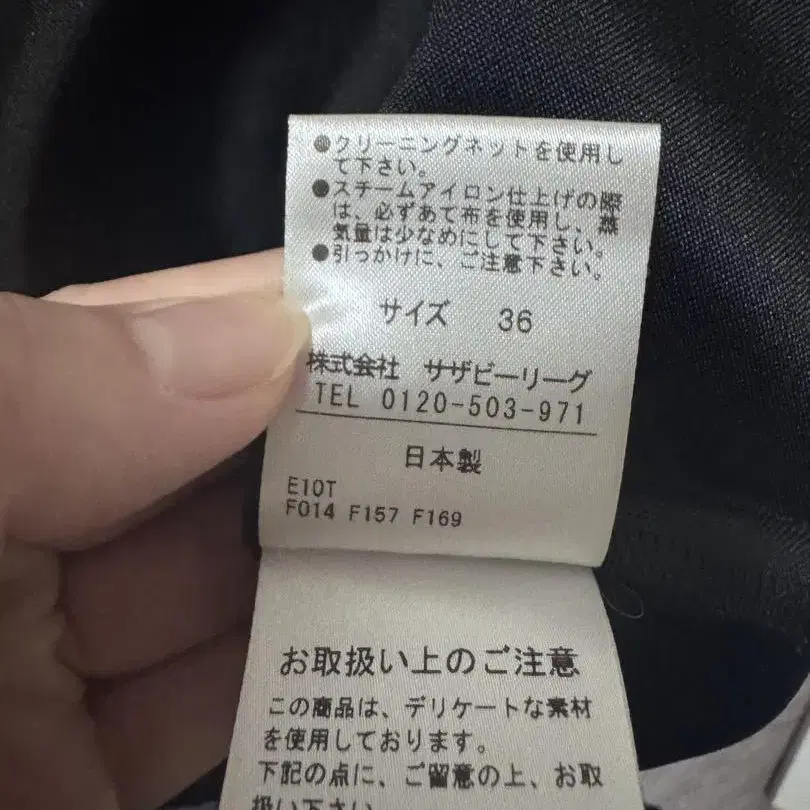 ●クリーニングネットを使用し
て下さい。
●スチームアイロン仕上げの際
は、必ずあて布を使用し、蒸
気量は少なめにして下さい。
●引っかけに、ご注意下さい。
サイズ 36
株式会社 サザビーリーグ
TEL 0120-503-971
日本製
E10T
F014 F157 F169
お取扱い上のご注意
この商品は、デリケートな素材
を使用しております。
下記の点に、ご留意の上、お取
扱い下さい